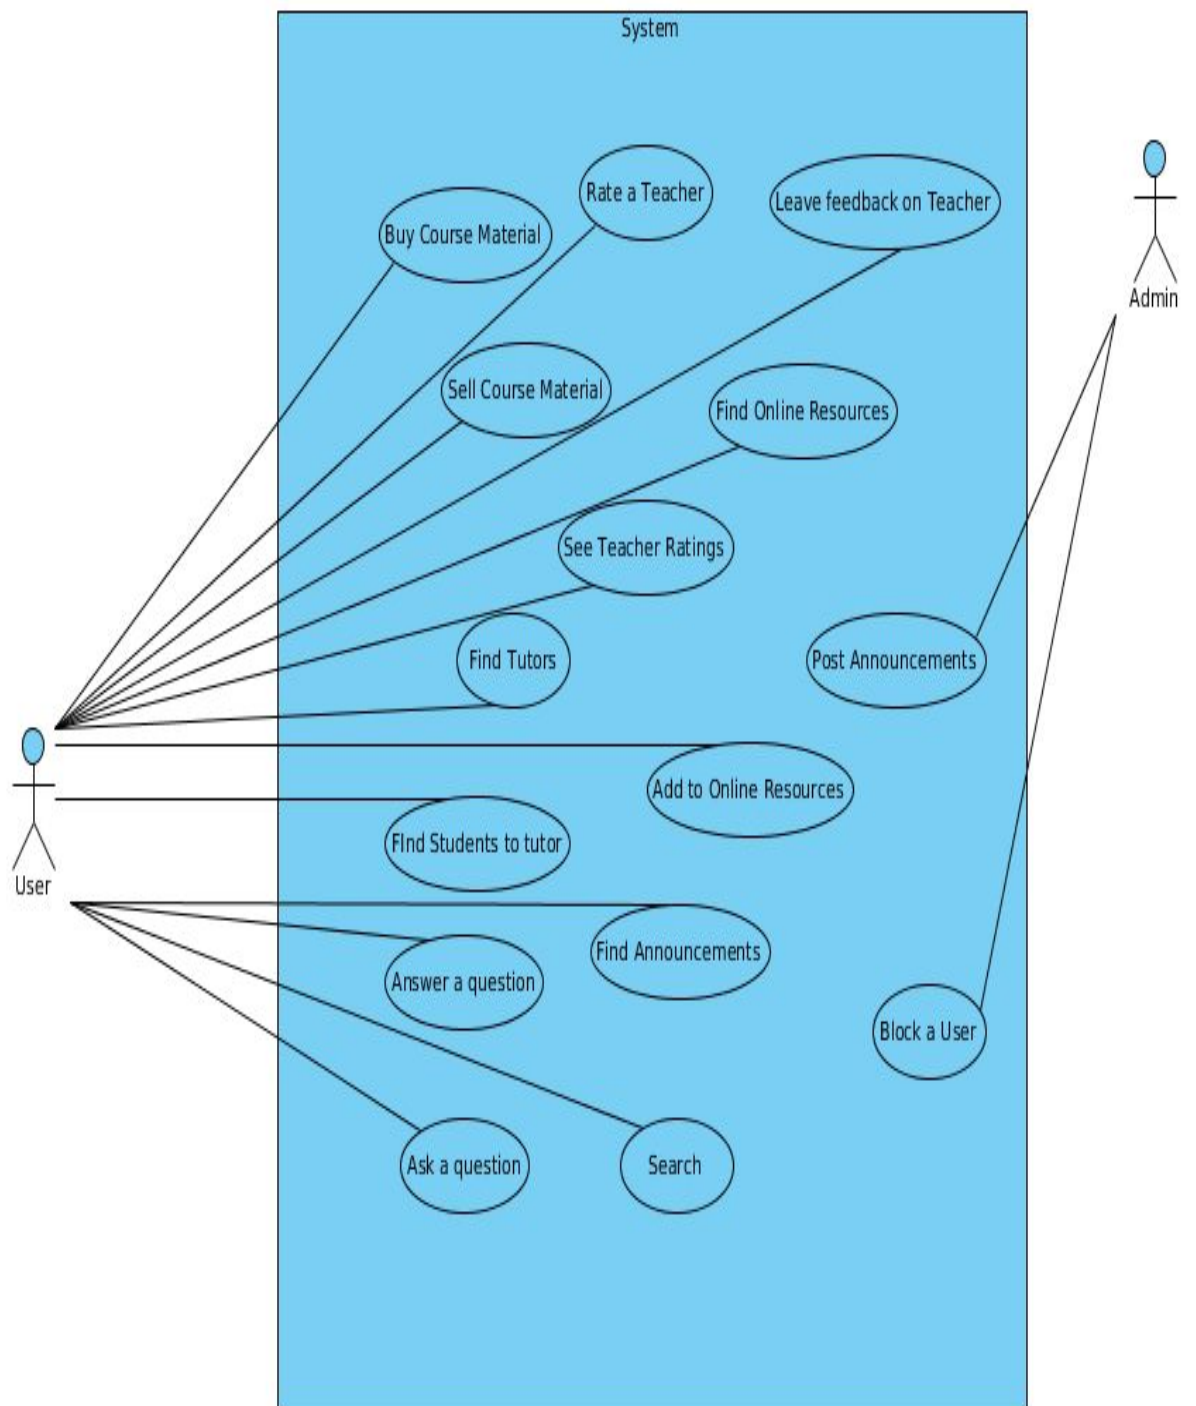 System
Rate a Teacher
Leave feedback on Teacher
Buy Course Material
Admin
Sell Course Material
Find Online Resources
See Teacher Ratings
Find Tutors
Post Announcements
Add to Online Resources
FInd Students to tutor
User
Find Announcements
Answer a question
Block a User
Ask a question
Search